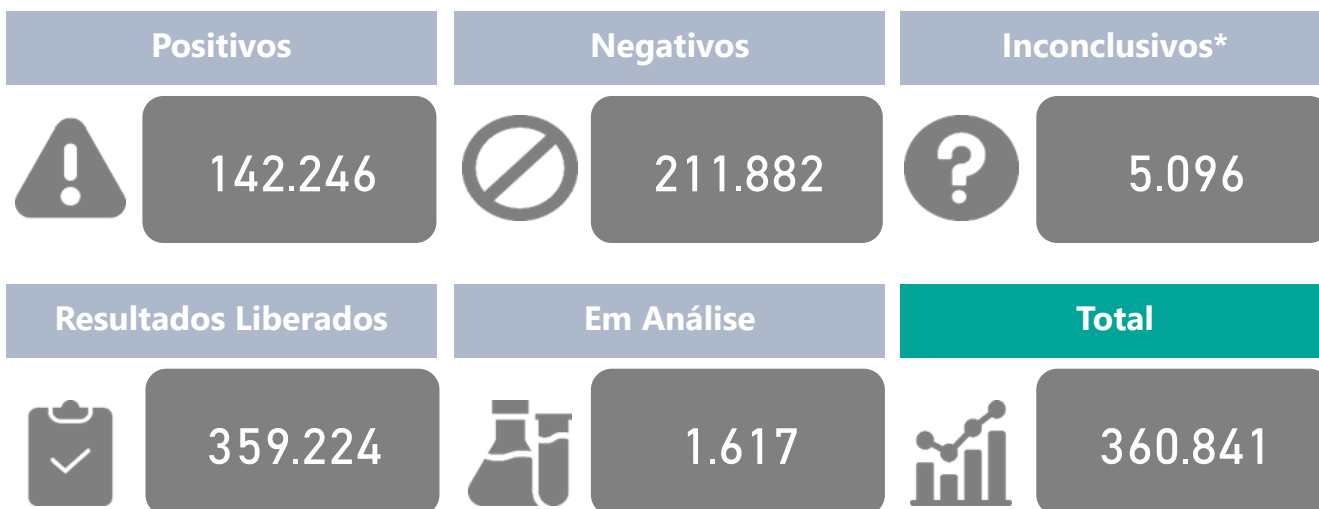 Positivos
Negativos
Inconclusivos*
142.246
211.882
5.096
Resultados Liberados
Em Análise
Total
359.224
1.617
360.841